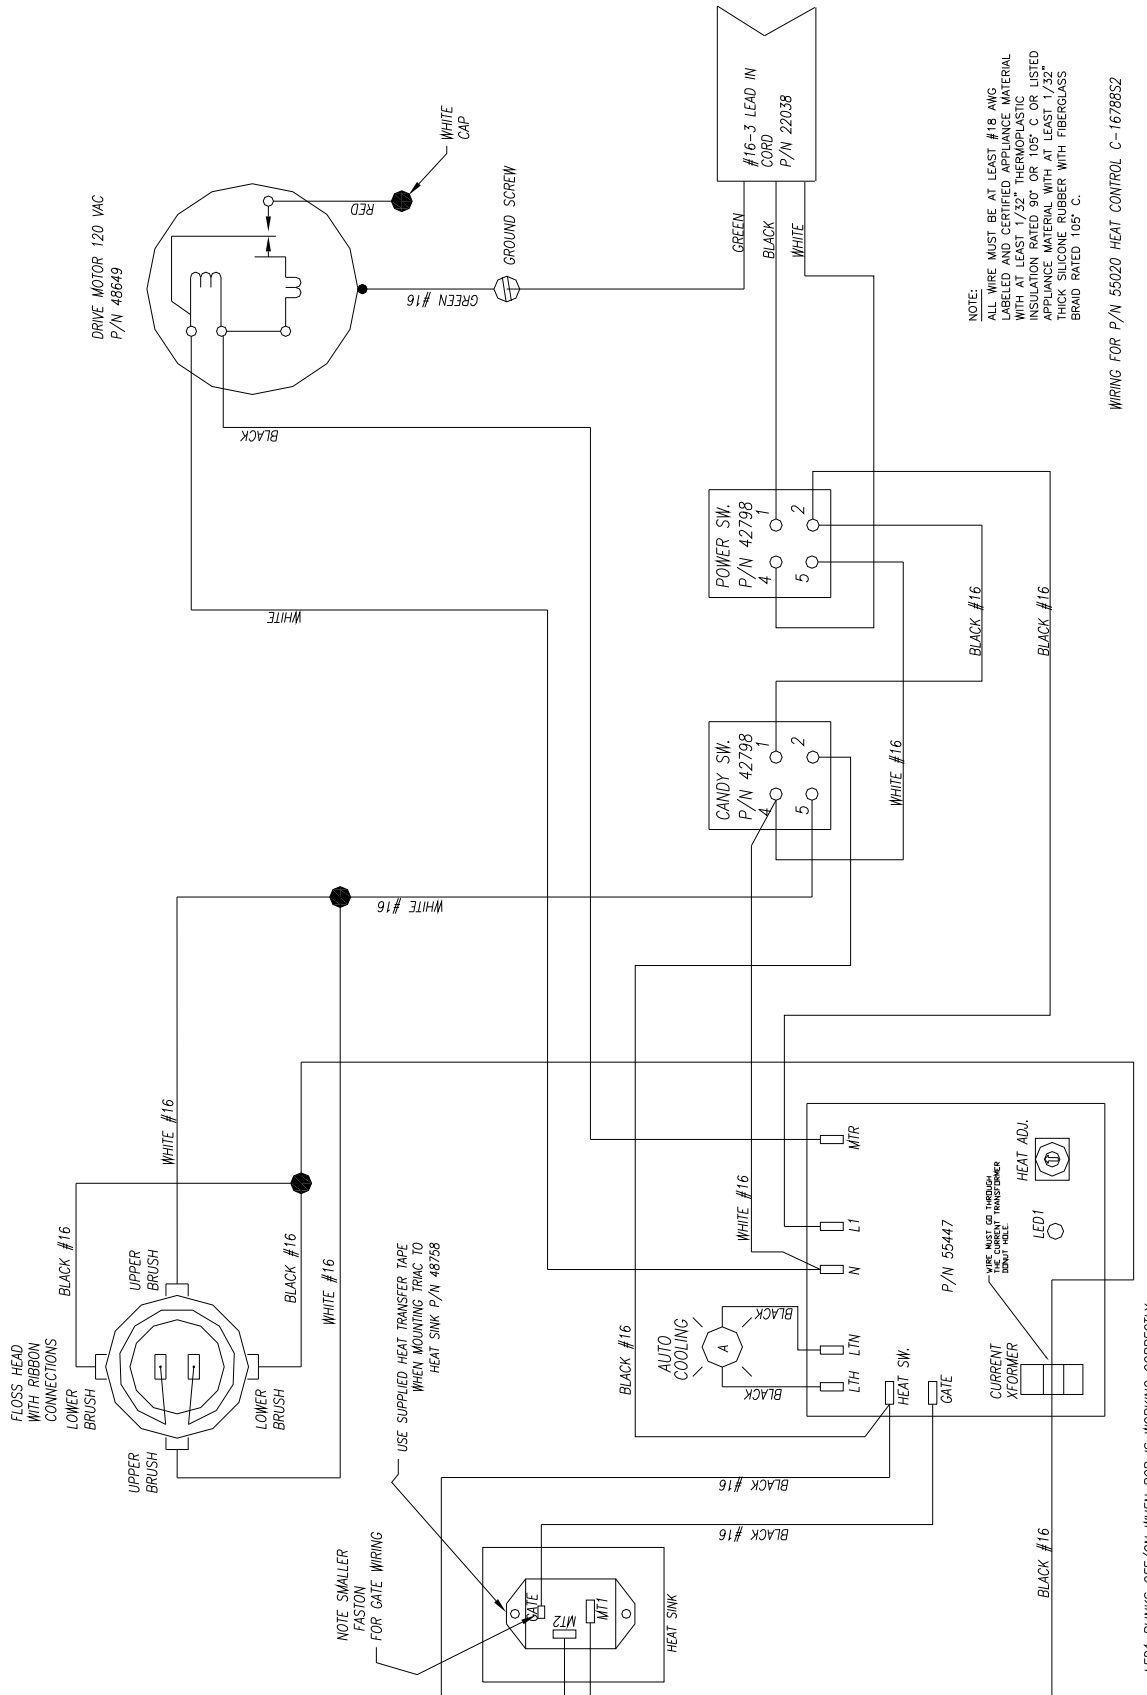 FLOSS HEAD
WITH RIBBON
CONNECTIONS
LOWER
BRUSH
UPPER
BRUSH
UPPER
BRUSH
LOWER
BRUSH
BLACK #16
WHITE #16
BLACK #16
WHITE #16
WHITE #16
DRIVE MOTOR 120 VAC
P/N 48649
RED
WHITE
CAP
GREEN #16
GROUND SCREW
BLACK
WHITE
NOTE SMALLER
FASTON
FOR GATE WIRING
USE SUPPLIED HEAT TRANSFER TAPE
WHEN MOUNTING TRIAC TO
HEAT SINK P/N 48758
GATE
MT2
MT1
HEAT SINK
BLACK #16
BLACK #16
BLACK #16
AUTO
COOLING
A
BLACK
BLACK
WHITE #16
LTH
LTN
N
L1
MTR
HEAT SW.
GATE
P/N 55447
CURRENT
XFORMER
WIRE MUST GO THROUGH
THE CURRENT TRANSFORMER
DONUT HOLE.
LED1
HEAT ADJ.
BLACK #16
CANDY SW.
P/N 42798
4
1
5
2
WHITE #16
POWER SW.
P/N 42798
4
1
5
2
BLACK #16
BLACK #16
#16-3 LEAD IN
CORD
P/N 22038
GREEN
BLACK
WHITE
NOTE:
ALL WIRE MUST BE AT LEAST #18 AWG
LABELED AND CERTIFIED APPLIANCE MATERIAL
WITH AT LEAST 1/32" THERMOPLASTIC
INSULATION RATED 90° OR 105° C OR LISTED
APPLIANCE MATERIAL WITH AT LEAST 1/32"
THICK SILICONE RUBBER WITH FIBERGLASS
BRAID RATED 105° C.
WIRING FOR P/N 55020 HEAT CONTROL C-16788S2